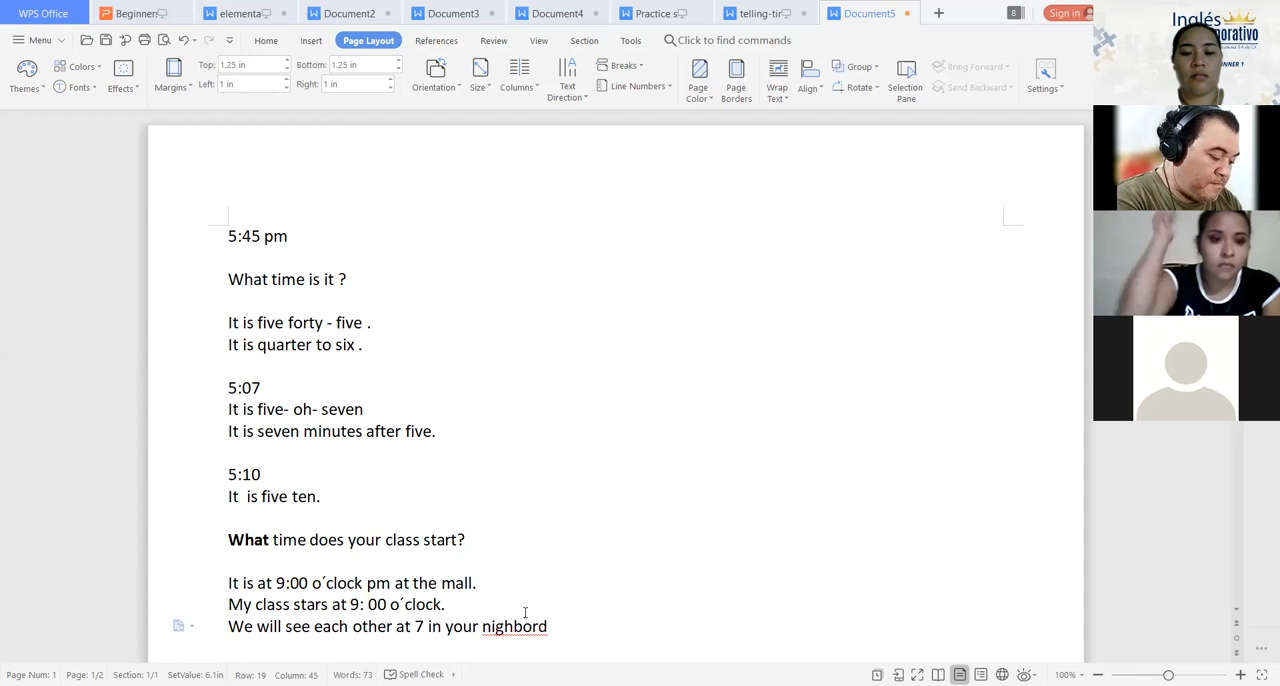 WPS Office
Beginner
elementa
Document2
Document3
Document4
Practice s
telling-tir
Document5
8
Sign in
Menu
Home
Insert
Page Layout
References
Review
View
Section
Tools
Click to find commands
Themes
Colors
Fonts
Effects
Margins
Top: 1.25 in
Bottom: 1.25 in
Left: 1 in
Right: 1 in
Orientation
Size
Columns
Text Direction
Breaks
Line Numbers
Page Color
Page Borders
Wrap Text
Align
Group
Rotate
Selection Pane
Bring Forward
Send Backward
Settings
Inglés
5:45 pm
What time is it ?
It is five forty - five .
It is quarter to six .
5:07
It is five- oh- seven
It is seven minutes after five.
5:10
It  is five ten.
What time does your class start?
It is at 9:00 o´clock pm at the mall.
My class stars at 9: 00 o´clock.
We will see each other at 7 in your nighbord
Page Num: 1
Page: 1/2
Section: 1/1
SetValue: 6.1in
Row: 19
Column: 45
Words: 73
Spell Check
100%